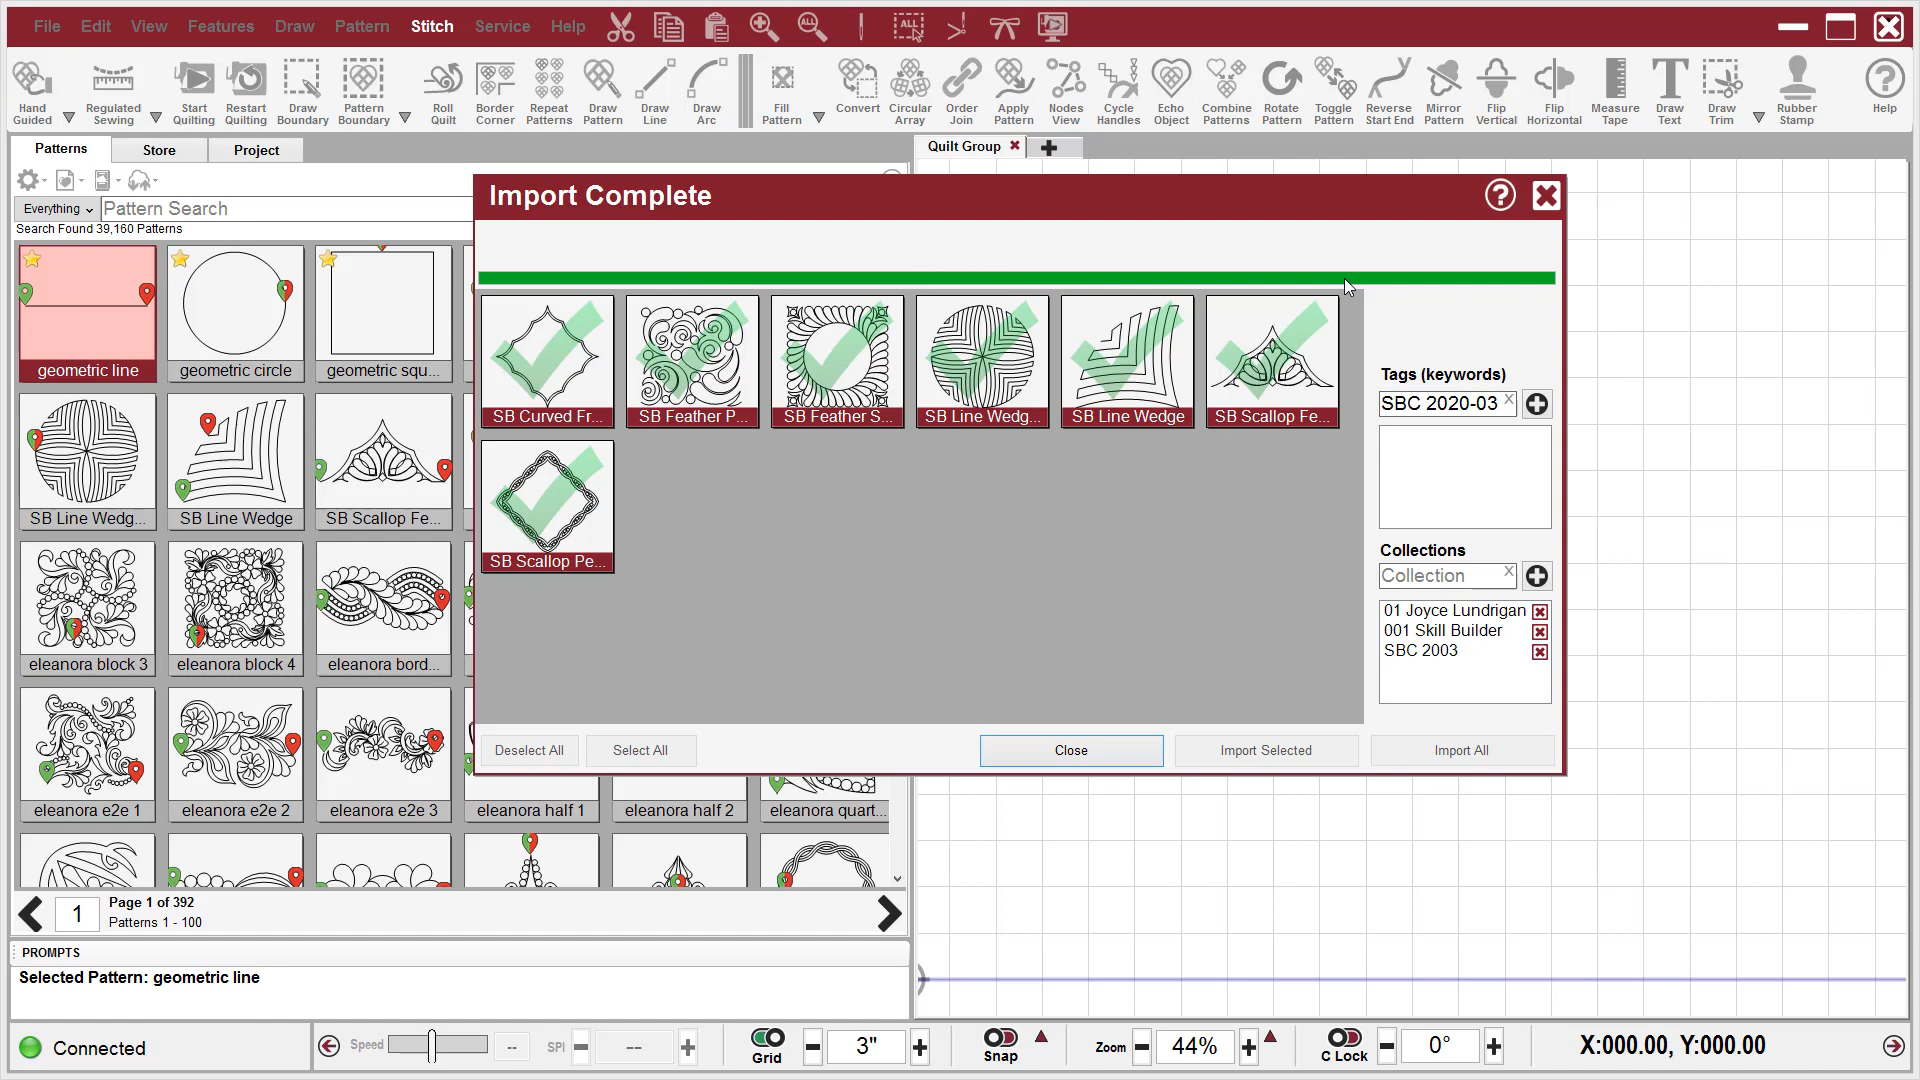 File Edit View Features Draw Pattern Stitch Service Help
ALL ALL
Hand Guided
Regulated Sewing
Start Quilting
Restart Quilting
Draw Boundary
Pattern Boundary
Roll Quilt
Border Corner
Repeat Patterns
Draw Pattern
Draw Line
Draw Arc
Fill Pattern
Convert
Circular Array
Order Join
Apply Pattern
Nodes View
Cycle Handles
Echo Object
Combine Patterns
Rotate Pattern
Toggle Pattern
Reverse Start End
Mirror Pattern
Flip Vertical
Flip Horizontal
Measure Tape
Draw Text
Draw Trim
Rubber Stamp
Help
Patterns Store Project
Quilt Group
Everything Pattern Search
Search Found 39,160 Patterns
geometric line geometric circle geometric squ...
SB Line Wedg... SB Line Wedge SB Scallop Fe...
eleanora block 3 eleanora block 4 eleanora bord...
eleanora e2e 1 eleanora e2e 2 eleanora e2e 3 eleanora half 1 eleanora half 2 eleanora quart...
Import Complete
SB Curved Fr... SB Feather P... SB Feather S... SB Line Wedg... SB Line Wedge SB Scallop Fe...
SB Scallop Pe...
Tags (keywords)
SBC 2020-03 X
Collections
Collection X
01 Joyce Lundrigan
001 Skill Builder
SBC 2003
Deselect All Select All Close Import Selected Import All
1 Page 1 of 392
Patterns 1 - 100
PROMPTS
Selected Pattern: geometric line
Connected
Speed -- SPI --
Grid 3"
Snap
Zoom 44%
C Lock 0°
X:000.00, Y:000.00